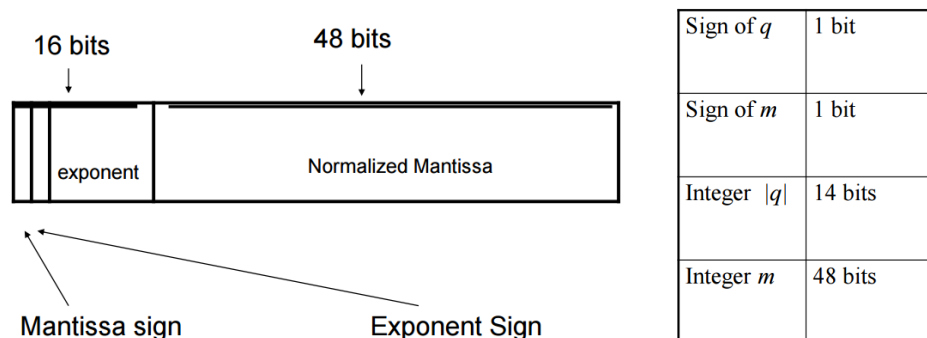 16 bits
48 bits
exponent
Normalized Mantissa
Mantissa sign
Exponent Sign
Sign of q
1 bit
Sign of m
1 bit
Integer |q|
14 bits
Integer m
48 bits